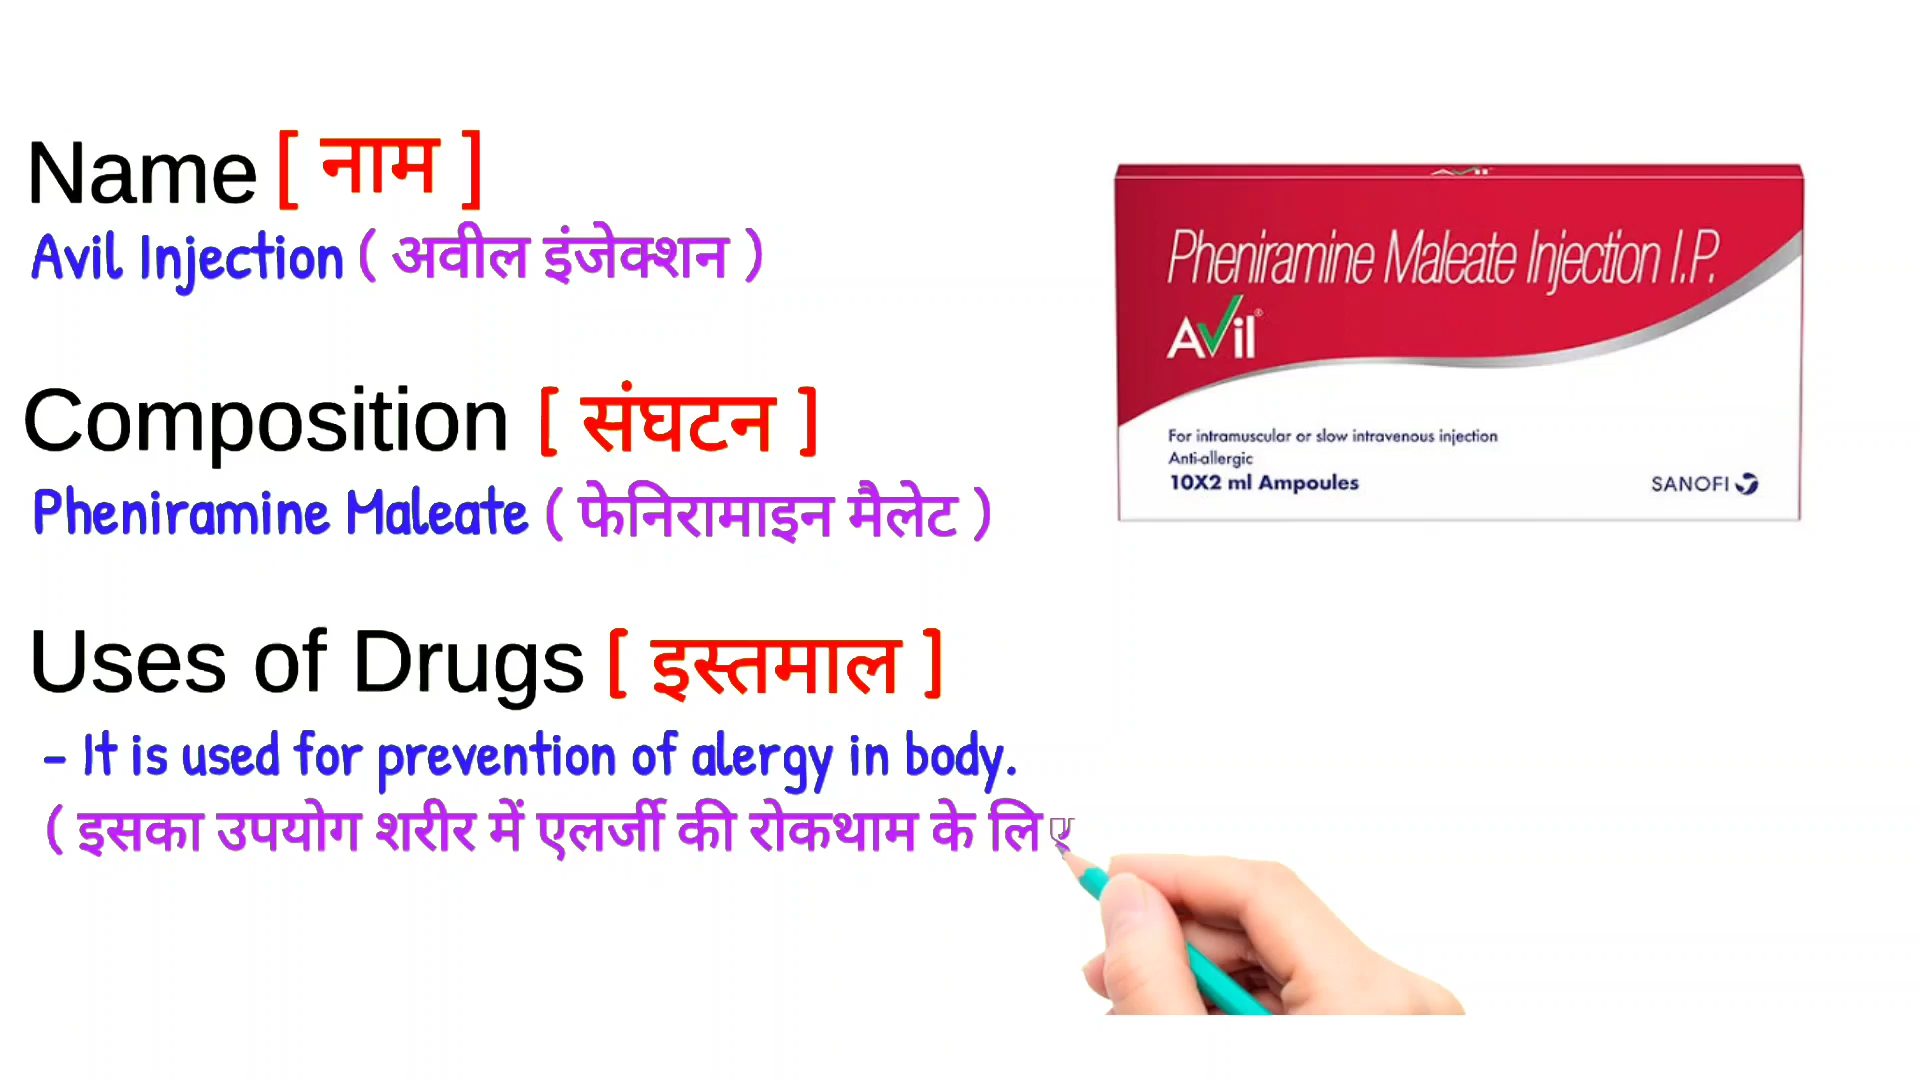 Name [ नाम ]
Avil Injection ( अवील इंजेक्शन )
Composition [ संघटन ]
Pheniramine Maleate ( फेनिरामाइन मैलेट )
Uses of Drugs [ इस्तमाल ]
- It is used for prevention of alergy in body.
( इसका उपयोग शरीर में एलर्जी की रोकथाम के लिए
Avil
Pheniramine Maleate Injection I.P.
Avil®
For intramuscular or slow intravenous injection
Anti-allergic
10X2 ml Ampoules
SANOFI